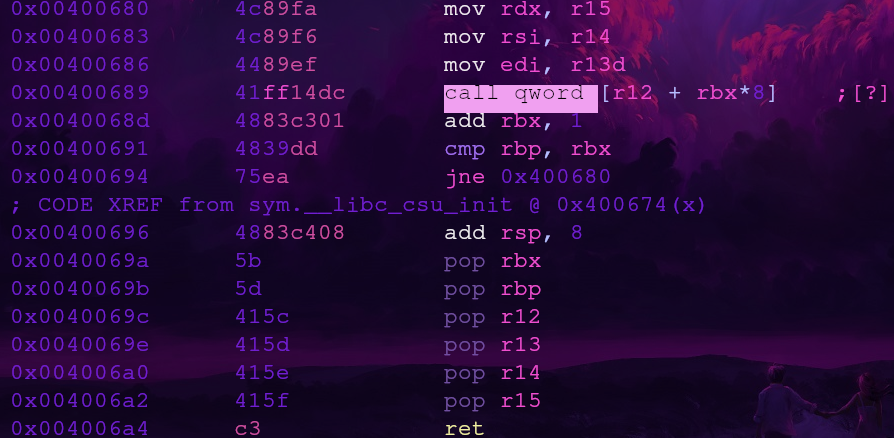 0x00400680 4c89fa mov rdx, r15
0x00400683 4c89f6 mov rsi, r14
0x00400686 4489ef mov edi, r13d
0x00400689 41ff14dc call qword [r12 + rbx*8] ;[?]
0x0040068d 4883c301 add rbx, 1
0x00400691 4839dd cmp rbp, rbx
0x00400694 75ea jne 0x400680
; CODE XREF from sym.__libc_csu_init @ 0x400674(x)
0x00400696 4883c408 add rsp, 8
0x0040069a 5b pop rbx
0x0040069b 5d pop rbp
0x0040069c 415c pop r12
0x0040069e 415d pop r13
0x004006a0 415e pop r14
0x004006a2 415f pop r15
0x004006a4 c3 ret